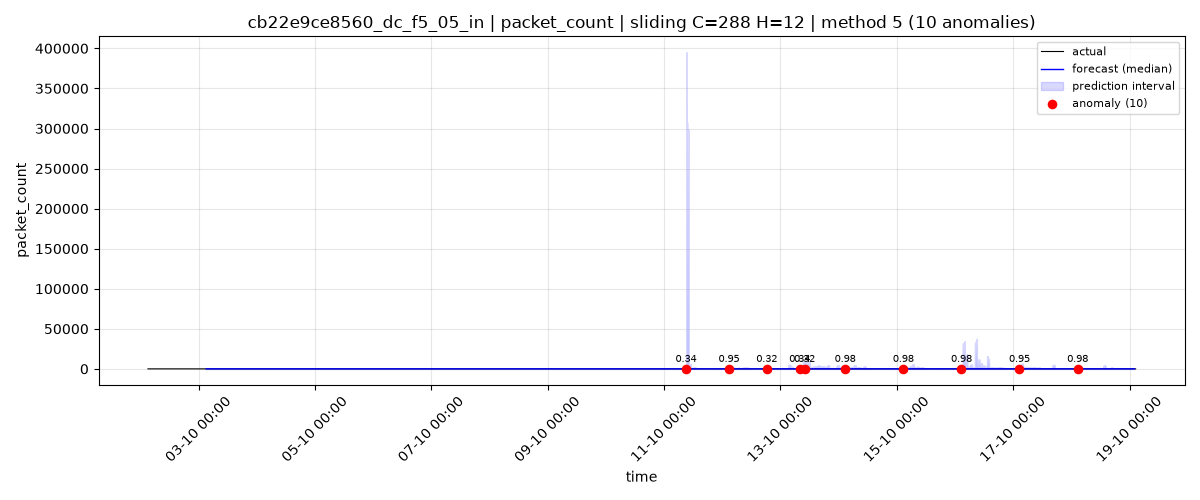 cb22e9ce8560_dc_f5_05_in | packet_count | sliding C=288 H=12 | method 5 (10 anomalies)
packet_count
400000
350000
300000
250000
200000
150000
100000
50000
0
actual
forecast (median)
prediction interval
anomaly (10)
0.34 0.95 0.32 0.98 0.98 0.98 0.95 0.98
03-10 00:00 05-10 00:00 07-10 00:00 09-10 00:00 11-10 00:00 13-10 00:00 15-10 00:00 17-10 00:00 19-10 00:00
time